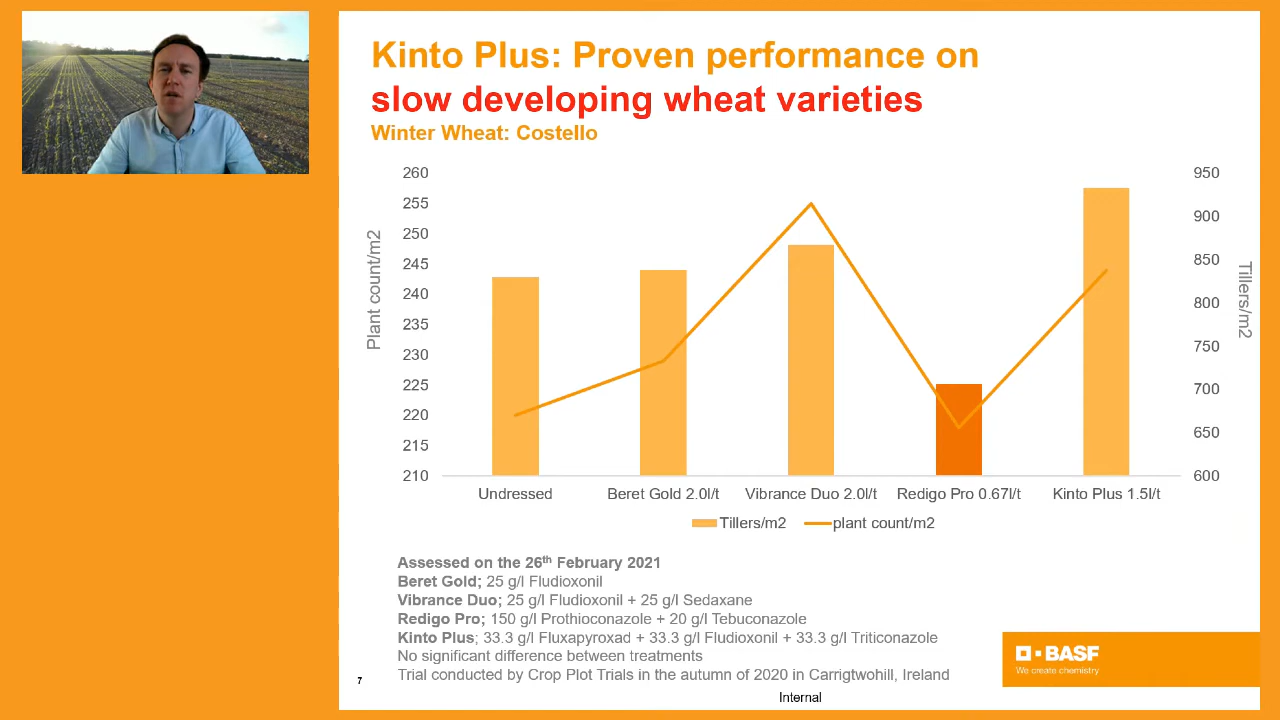 Kinto Plus: Proven performance on
slow developing wheat varieties
Winter Wheat: Costello
260
255
250
245
240
235
230
225
220
215
210
Plant count/m2
950
900
850
800
750
700
650
600
Tillers/m2
Undressed
Beret Gold 2.0l/t
Vibrance Duo 2.0l/t
Redigo Pro 0.67l/t
Kinto Plus 1.5l/t
Tillers/m2
plant count/m2
Assessed on the 26th February 2021
Beret Gold; 25 g/l Fludioxonil
Vibrance Duo; 25 g/l Fludioxonil + 25 g/l Sedaxane
Redigo Pro; 150 g/l Prothioconazole + 20 g/l Tebuconazole
Kinto Plus; 33.3 g/l Fluxapyroxad + 33.3 g/l Fludioxonil + 33.3 g/l Triticonazole
No significant difference between treatments
Trial conducted by Crop Plot Trials in the autumn of 2020 in Carrigtwohill, Ireland
BASF
We create chemistry
7
Internal